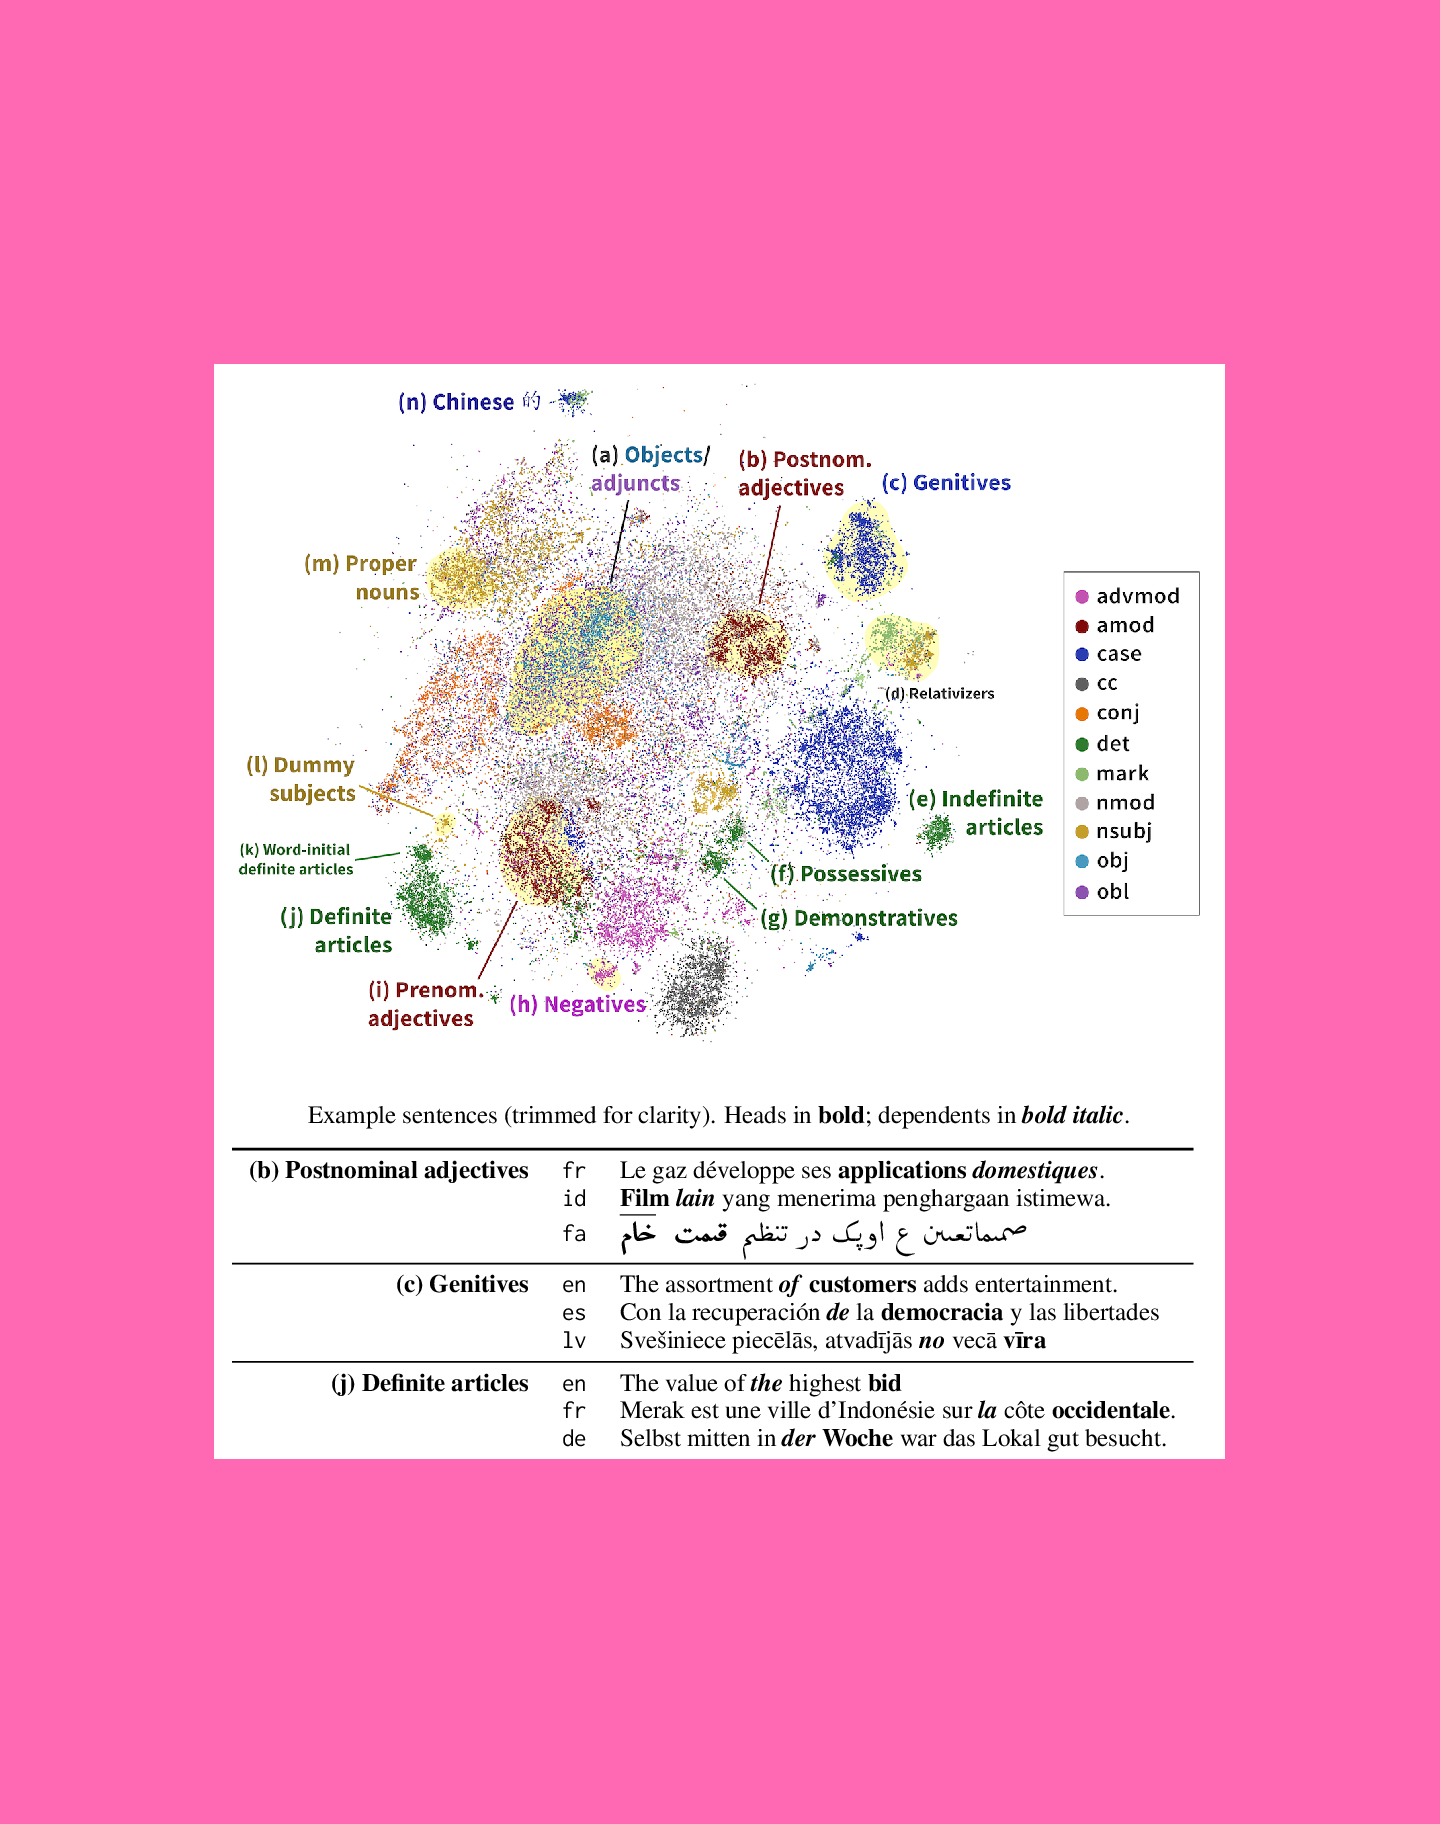 (n) Chinese 的
(a) Objects/
adjuncts
(b) Postnom.
adjectives
(c) Genitives
(m) Proper
nouns
(d) Relativizers
(l) Dummy
subjects
(e) Indefinite
articles
(k) Word-initial
definite articles
(f) Possessives
(j) Definite
articles
(g) Demonstratives
(i) Prenom.
adjectives
(h) Negatives
advmod
amod
case
cc
conj
det
mark
nmod
nsubj
obj
obl
Example sentences (trimmed for clarity). Heads in bold; dependents in bold italic.
(b) Postnominal adjectives fr Le gaz développe ses applications domestiques.
id Film lain yang menerima penghargaan istimewa.
fa ع اوپک در تنظیم قیمت خام
(c) Genitives en The assortment of customers adds entertainment.
es Con la recuperación de la democracia y las libertades
lv Svešiniece piecēlās, atvadījās no vecā vīra
(j) Definite articles en The value of the highest bid
fr Merak est une ville d'Indonésie sur la côte occidentale.
de Selbst mitten in der Woche war das Lokal gut besucht.